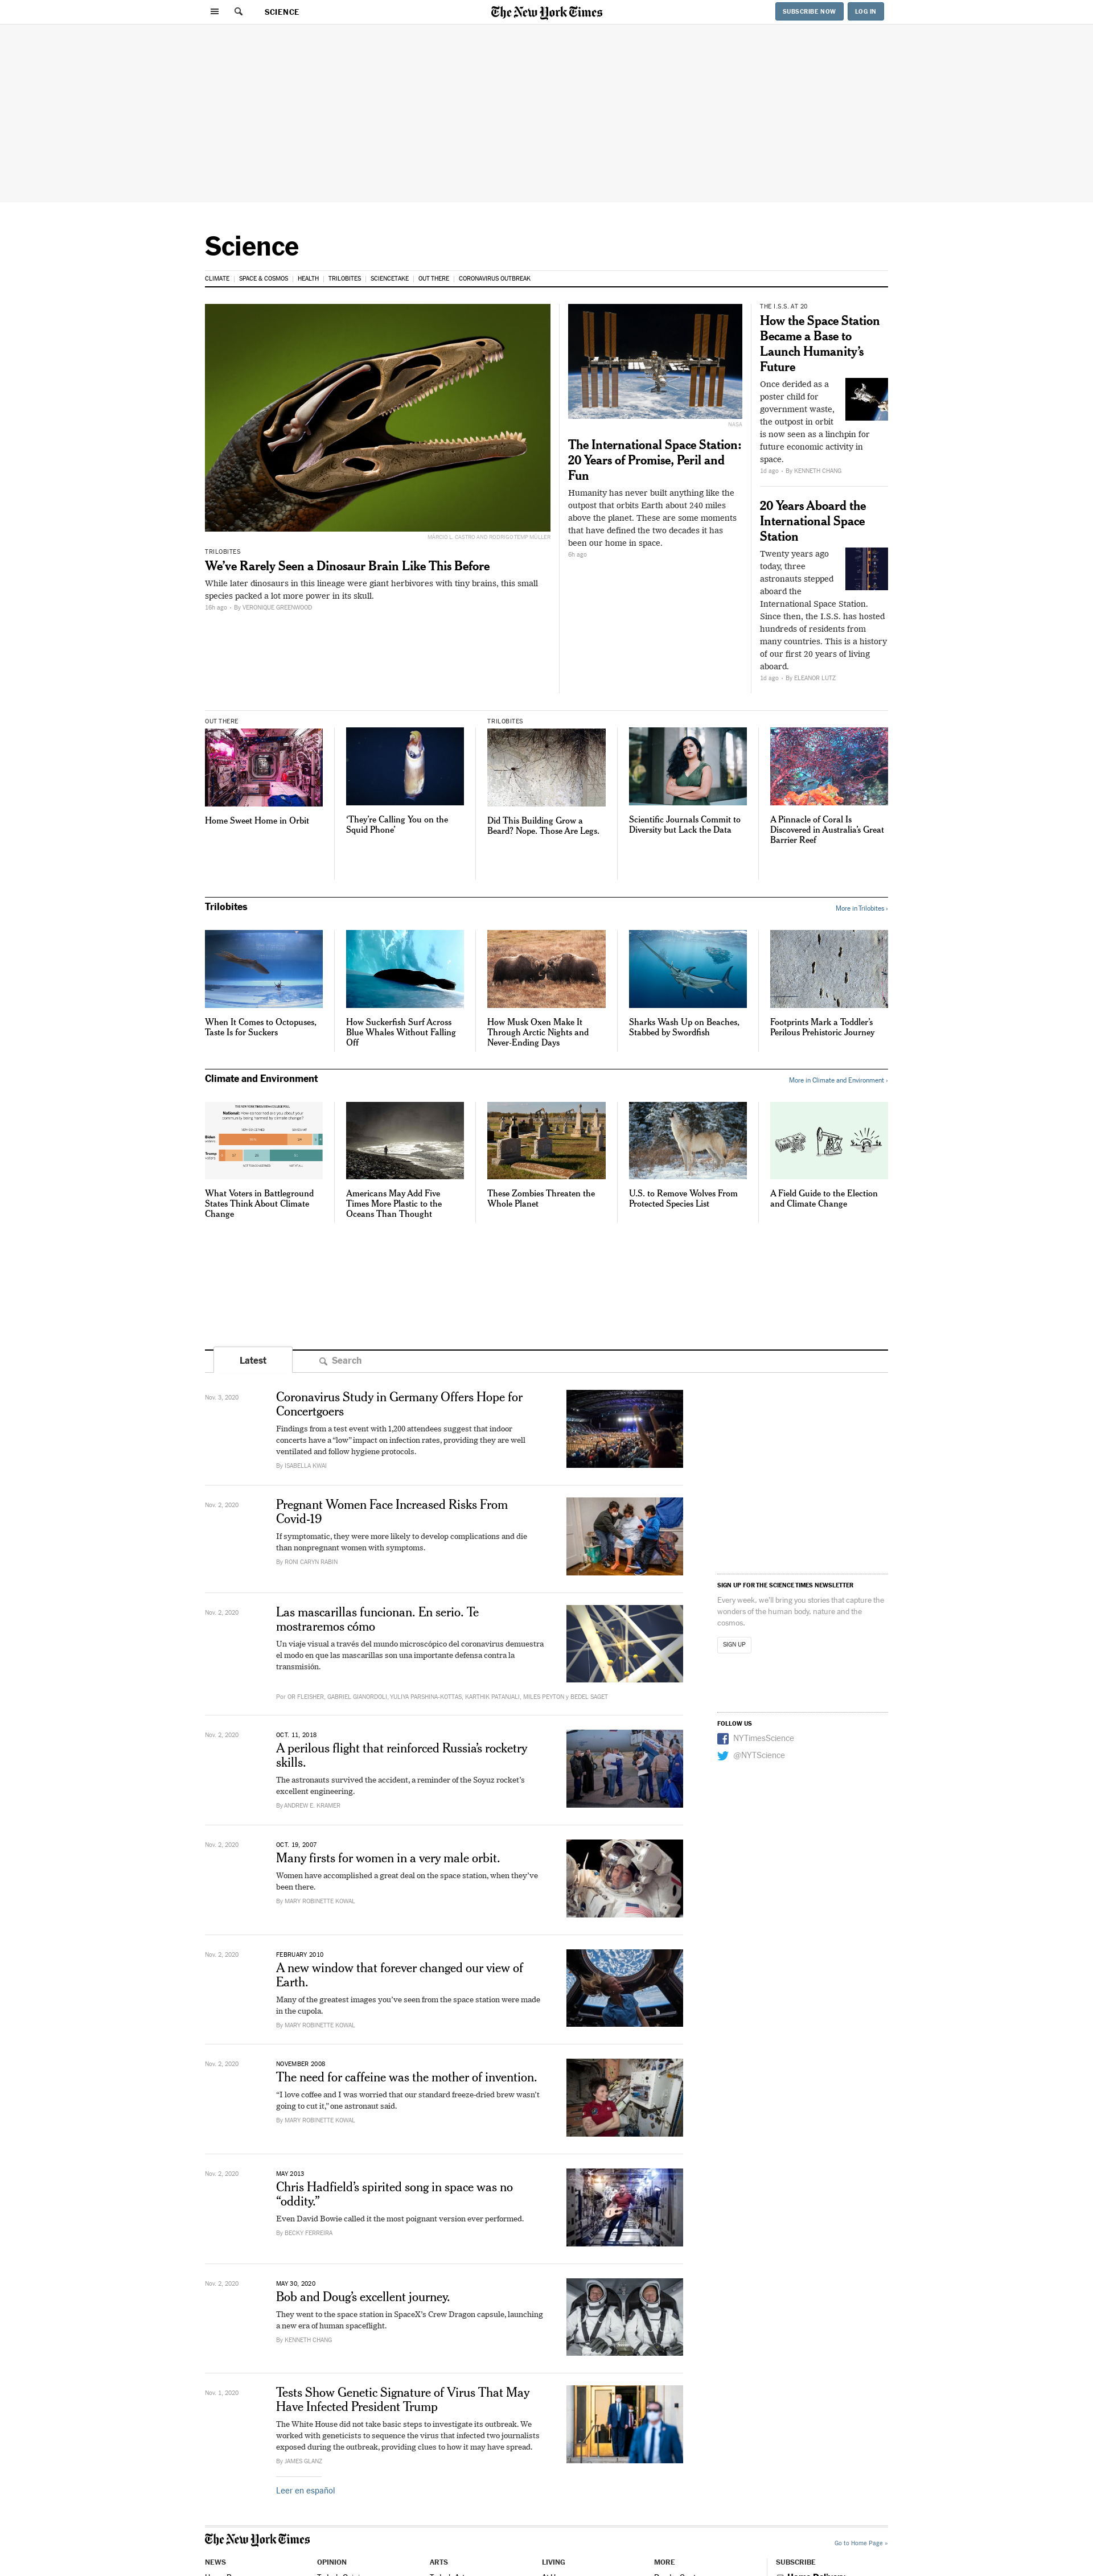 SCIENCE
The New York Times
SUBSCRIBE NOW
LOG IN
Science
CLIMATE
SPACE & COSMOS
HEALTH
TRILOBITES
SCIENCETAKE
OUT THERE
CORONAVIRUS OUTBREAK
MÁRCIO L. CASTRO AND RODRIGO TEMP MÜLLER
TRILOBITES
We’ve Rarely Seen a Dinosaur Brain Like This Before
While later dinosaurs in this lineage were giant herbivores with tiny brains, this small
species packed a lot more power in its skull.
16h ago - By VERONIQUE GREENWOOD
NASA
The International Space Station:
20 Years of Promise, Peril and
Fun
Humanity has never built anything like the
outpost that orbits Earth about 240 miles
above the planet. These are some moments
that have defined the two decades it has
been our home in space.
6h ago
THE I.S.S. AT 20
How the Space Station
Became a Base to
Launch Humanity’s
Future
Once derided as a
poster child for
government waste,
the outpost in orbit
is now seen as a linchpin for
future economic activity in
space.
1d ago - By KENNETH CHANG
20 Years Aboard the
International Space
Station
Twenty years ago
today, three
astronauts stepped
aboard the
International Space Station.
Since then, the I.S.S. has hosted
hundreds of residents from
many countries. This is a history
of our first 20 years of living
aboard.
1d ago - By ELEANOR LUTZ
OUT THERE
Home Sweet Home in Orbit
‘They’re Calling You on the
Squid Phone’
TRILOBITES
Did This Building Grow a
Beard? Nope. Those Are Legs.
Scientific Journals Commit to
Diversity but Lack the Data
A Pinnacle of Coral Is
Discovered in Australia’s Great
Barrier Reef
Trilobites
More in Trilobites ›
When It Comes to Octopuses,
Taste Is for Suckers
How Suckerfish Surf Across
Blue Whales Without Falling
Off
How Musk Oxen Make It
Through Arctic Nights and
Never-Ending Days
Sharks Wash Up on Beaches,
Stabbed by Swordfish
Footprints Mark a Toddler’s
Perilous Prehistoric Journey
Climate and Environment
More in Climate and Environment ›
National: How concerned are you about your
community being harmed by climate change?
Biden
Trump
What Voters in Battleground
States Think About Climate
Change
Americans May Add Five
Times More Plastic to the
Oceans Than Thought
These Zombies Threaten the
Whole Planet
U.S. to Remove Wolves From
Protected Species List
A Field Guide to the Election
and Climate Change
Latest
Search
Nov. 3, 2020
Coronavirus Study in Germany Offers Hope for
Concertgoers
Findings from a test event with 1,200 attendees suggest that indoor
concerts have a “low” impact on infection rates, providing they are well
ventilated and follow hygiene protocols.
By ISABELLA KWAI
Nov. 2, 2020
Pregnant Women Face Increased Risks From
Covid-19
If symptomatic, they were more likely to develop complications and die
than nonpregnant women with symptoms.
By RONI CARYN RABIN
SIGN UP FOR THE SCIENCE TIMES NEWSLETTER
Every week, we'll bring you stories that capture the
wonders of the human body, nature and the
cosmos.
SIGN UP
Nov. 2, 2020
Las mascarillas funcionan. En serio. Te
mostraremos cómo
Un viaje visual a través del mundo microscópico del coronavirus demuestra
el modo en que las mascarillas son una importante defensa contra la
transmisión.
Por OR FLEISHER, GABRIEL GIANORDOLI, YULIYA PARSHINA-KOTTAS, KARTHIK PATANJALI, MILES PEYTON y BEDEL SAGET
FOLLOW US
NYTimesScience
@NYTScience
Nov. 2, 2020
OCT. 11, 2018
A perilous flight that reinforced Russia’s rocketry
skills.
The astronauts survived the accident, a reminder of the Soyuz rocket’s
excellent engineering.
By ANDREW E. KRAMER
Nov. 2, 2020
OCT. 19, 2007
Many firsts for women in a very male orbit.
Women have accomplished a great deal on the space station, when they’ve
been there.
By MARY ROBINETTE KOWAL
Nov. 2, 2020
FEBRUARY 2010
A new window that forever changed our view of
Earth.
Many of the greatest images you’ve seen from the space station were made
in the cupola.
By MARY ROBINETTE KOWAL
Nov. 2, 2020
NOVEMBER 2008
The need for caffeine was the mother of invention.
“I love coffee and I was worried that our standard freeze-dried brew wasn’t
going to cut it,” one astronaut said.
By MARY ROBINETTE KOWAL
Nov. 2, 2020
MAY 2013
Chris Hadfield’s spirited song in space was no
“oddity.”
Even David Bowie called it the most poignant version ever performed.
By BECKY FERREIRA
Nov. 2, 2020
MAY 30, 2020
Bob and Doug’s excellent journey.
They went to the space station in SpaceX’s Crew Dragon capsule, launching
a new era of human spaceflight.
By KENNETH CHANG
Nov. 1, 2020
Tests Show Genetic Signature of Virus That May
Have Infected President Trump
The White House did not take basic steps to investigate its outbreak. We
worked with geneticists to sequence the virus that infected two journalists
exposed during the outbreak, providing clues to how it may have spread.
By JAMES GLANZ
Leer en español
The New York Times
Go to Home Page »
NEWS
OPINION
ARTS
LIVING
MORE
SUBSCRIBE